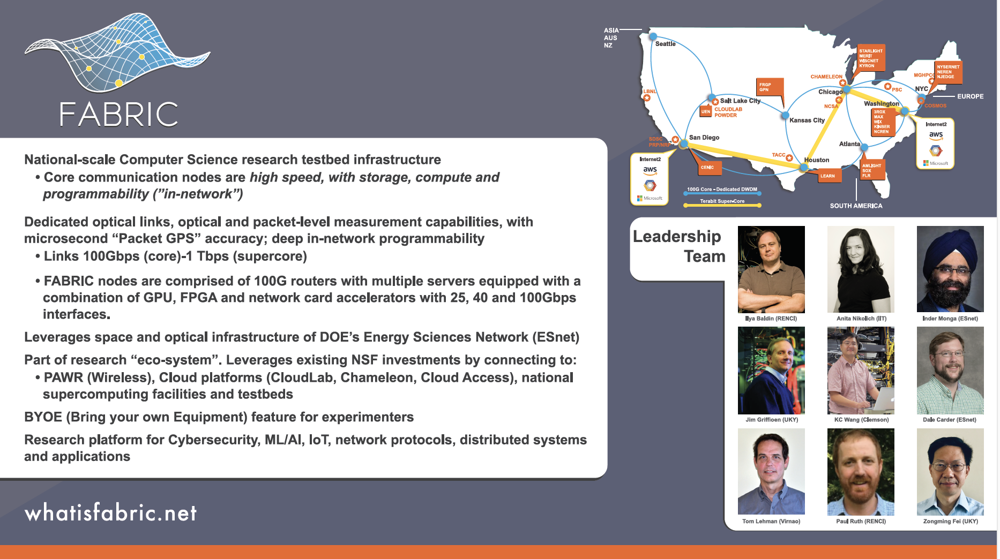 FABRIC
National-scale Computer Science research testbed infrastructure
• Core communication nodes are high speed, with storage, compute and
programmability (”in-network”)
Dedicated optical links, optical and packet-level measurement capabilities, with
microsecond “Packet GPS” accuracy; deep in-network programmability
• Links 100Gbps (core)-1 Tbps (supercore)
• FABRIC nodes are comprised of 100G routers with multiple servers equipped with a
combination of GPU, FPGA and network card accelerators with 25, 40 and 100Gbps
interfaces.
Leverages space and optical infrastructure of DOE’s Energy Sciences Network (ESnet)
Part of research “eco-system”. Leverages existing NSF investments by connecting to:
• PAWR (Wireless), Cloud platforms (CloudLab, Chameleon, Cloud Access), national
supercomputing facilities and testbeds
BYOE (Bring your own Equipment) feature for experimenters
Research platform for Cybersecurity, ML/AI, IoT, network protocols, distributed systems
and applications
whatisfabric.net
ASIA
AUS
NZ
Seattle
STARLIGHT
MERIT
WISCNET
KYRON
NYSERNET
NEREN
NJEDGE
CHAMELEON
MGHPCC
FRGP
GPN
LBNL
Chicago
PSC
NYC
EUROPE
Salt Lake City
UEN
CLOUDLAB
POWDER
NCSA
Washington
COSMOS
3ROX
MAX
WIX
KINBER
NCREN
Kansas City
Internet2
aws
Microsoft
SDSC
PRP/NRP
San Diego
Atlanta
TACC
Houston
Internet2
aws
Microsoft
CENIC
LEARN
AMLIGHT
SOX
FLR
100G Core - Dedicated DWDM
Terabit Super-Core
SOUTH AMERICA
Leadership
Team
Ilya Baldin (RENCI)
Anita Nikolich (IIT)
Inder Monga (ESnet)
Jim Griffioen (UKY)
KC Wang (Clemson)
Dale Carder (ESnet)
Tom Lehman (Virnao)
Paul Ruth (RENCI)
Zongming Fei (UKY)